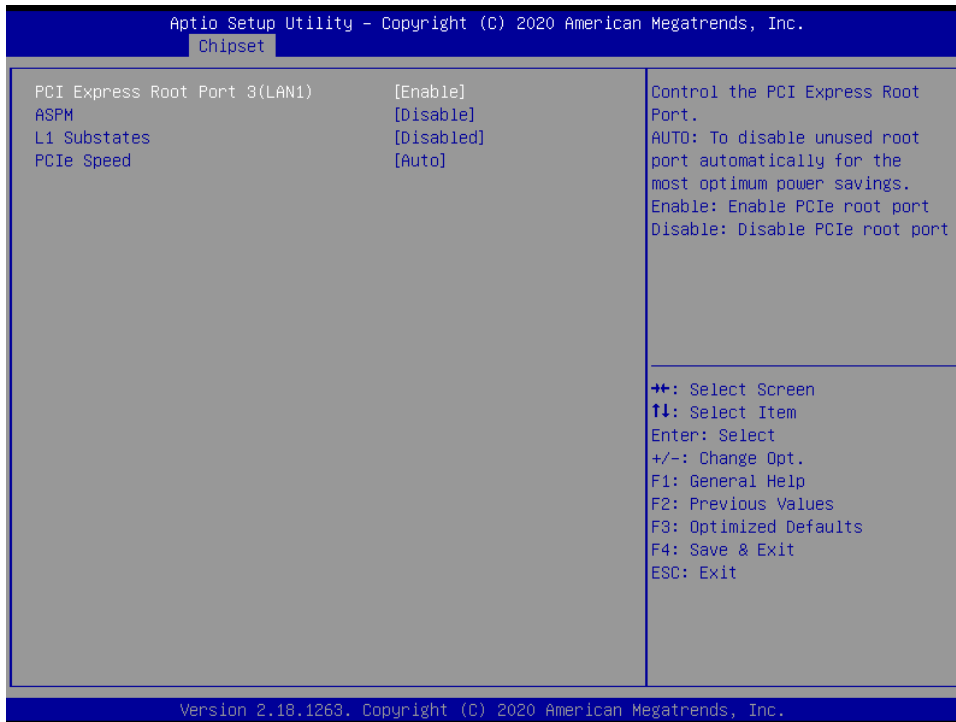 Aptio Setup Utility – Copyright (C) 2020 American Megatrends, Inc.
Chipset
PCI Express Root Port 3(LAN1) [Enable]
ASPM [Disable]
L1 Substates [Disabled]
PCIe Speed [Auto]
Control the PCI Express Root
Port.
AUTO: To disable unused root
port automatically for the
most optimum power savings.
Enable: Enable PCIe root port
Disable: Disable PCIe root port
→←: Select Screen
↑↓: Select Item
Enter: Select
+/-: Change Opt.
F1: General Help
F2: Previous Values
F3: Optimized Defaults
F4: Save & Exit
ESC: Exit
Version 2.18.1263. Copyright (C) 2020 American Megatrends, Inc.